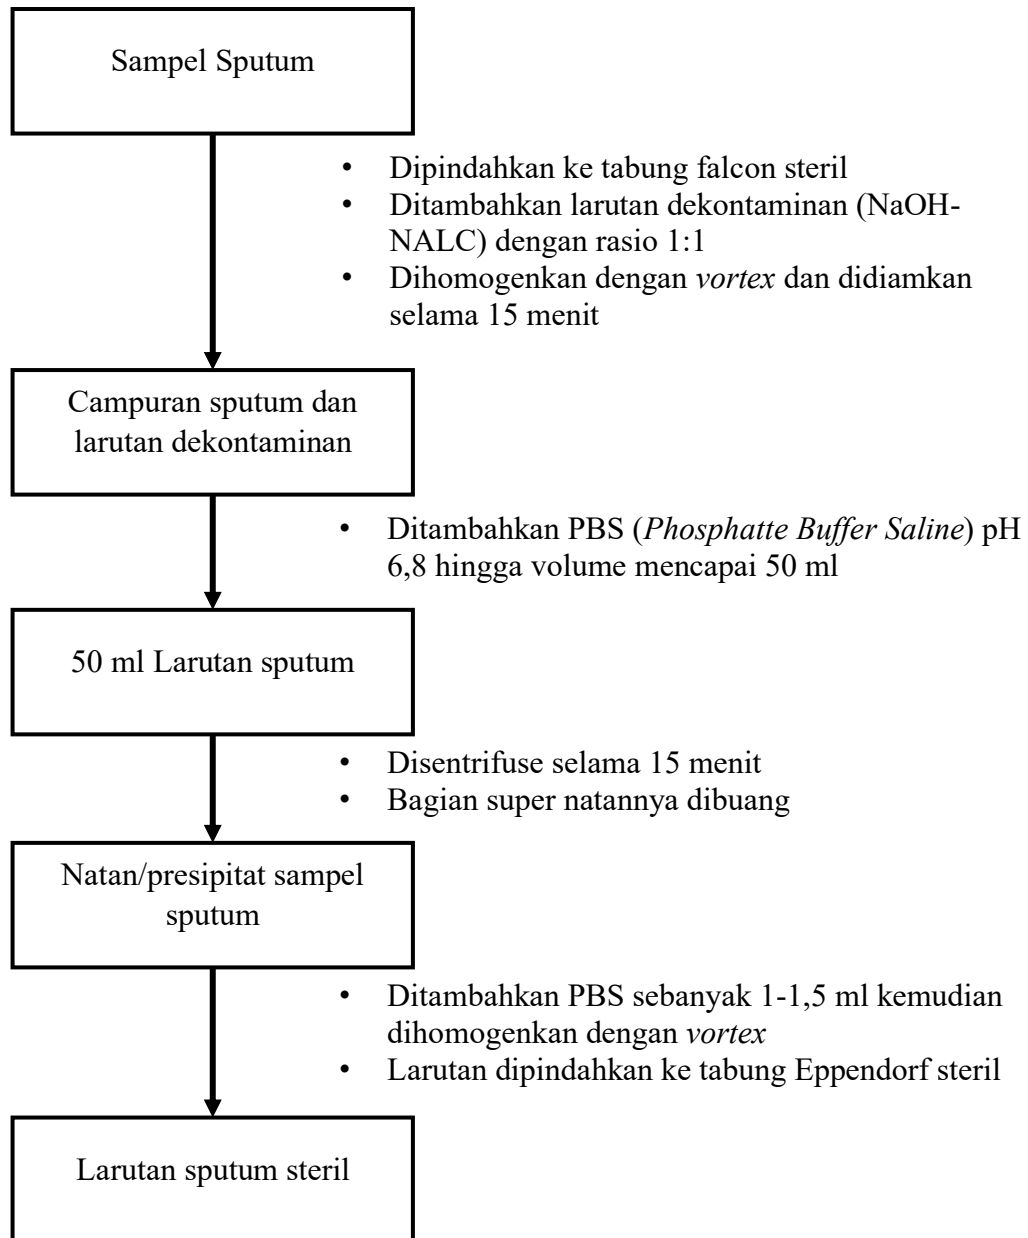 Sampel Sputum
• Dipindahkan ke tabung falcon steril
• Ditambahkan larutan dekontaminan (NaOH-
NALC) dengan rasio 1:1
• Dihomogenkan dengan vortex dan didiamkan
selama 15 menit
Campuran sputum dan
larutan dekontaminan
• Ditambahkan PBS (Phosphatte Buffer Saline) pH
6,8 hingga volume mencapai 50 ml
50 ml Larutan sputum
• Disentrifuse selama 15 menit
• Bagian super natannya dibuang
Natan/presipitat sampel
sputum
• Ditambahkan PBS sebanyak 1-1,5 ml kemudian
dihomogenkan dengan vortex
• Larutan dipindahkan ke tabung Eppendorf steril
Larutan sputum steril